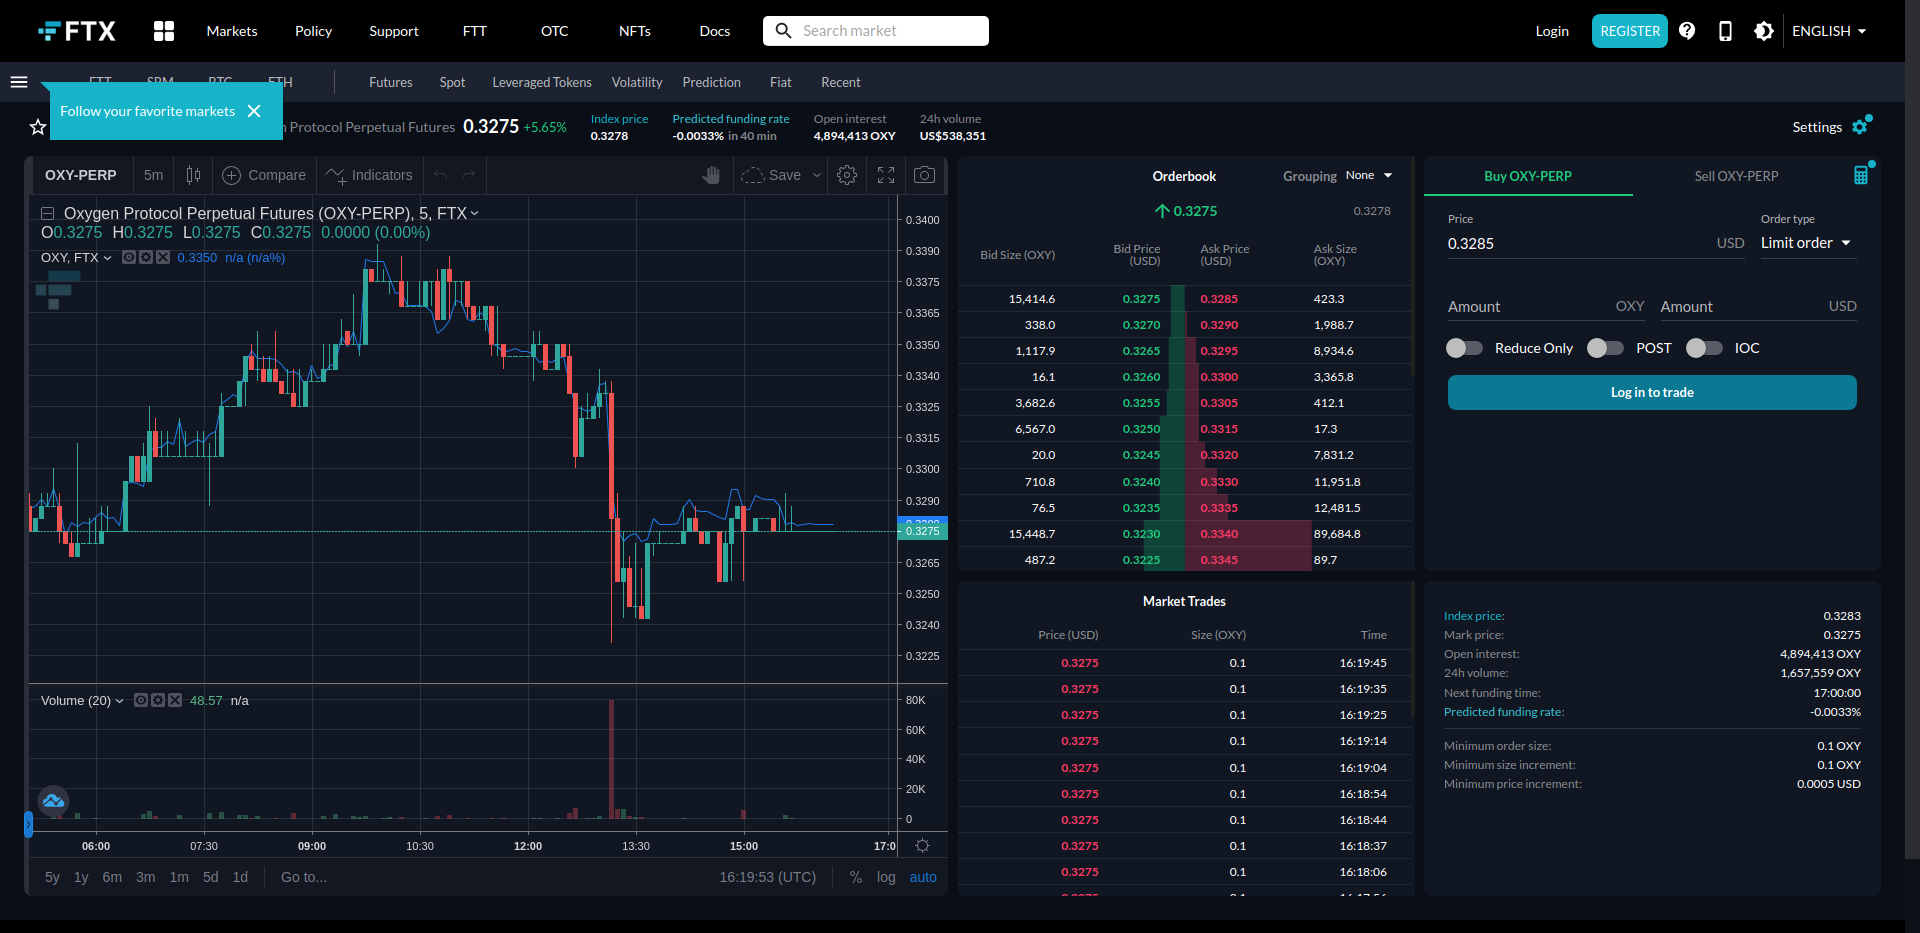 FTX
Markets
Policy
Support
FTT
OTC
NFTs
Docs
Search market
Login
REGISTER
ENGLISH
Futures
Spot
Leveraged Tokens
Volatility
Prediction
Fiat
Recent
Follow your favorite markets
Protocol Perpetual Futures
0.3275 +5.65%
Index price
0.3278
Predicted funding rate
-0.0033% in 40 min
Open interest
4,894,413 OXY
24h volume
US$538,351
Settings
OXY-PERP
5m
Compare
Indicators
Save
Oxygen Protocol Perpetual Futures (OXY-PERP), 5, FTX
O0.3275 H0.3275 L0.3275 C0.3275 0.0000 (0.00%)
OXY, FTX 0.3350 n/a (n/a%)
0.3400
0.3390
0.3375
0.3365
0.3350
0.3340
0.3325
0.3315
0.3300
0.3290
0.3275
0.3265
0.3250
0.3240
0.3225
Volume (20) 48.57 n/a
80K
60K
40K
20K
0
06:00 07:30 09:00 10:30 12:00 13:30 15:00 17:0
5y 1y 6m 3m 1m 5d 1d Go to... 16:19:53 (UTC) % log auto
Orderbook
Grouping None
0.3275
0.3278
Bid Size (OXY) Bid Price (USD) Ask Price (USD) Ask Size (OXY)
15,414.6 0.3275 0.3285 423.3
338.0 0.3270 0.3290 1,988.7
1,117.9 0.3265 0.3295 8,934.6
16.1 0.3260 0.3300 3,365.8
3,682.6 0.3255 0.3305 412.1
6,567.0 0.3250 0.3315 17.3
20.0 0.3245 0.3320 7,831.2
710.8 0.3240 0.3330 11,951.8
76.5 0.3235 0.3335 12,481.5
15,448.7 0.3230 0.3340 89,684.8
487.2 0.3225 0.3345 89.7
Market Trades
Price (USD) Size (OXY) Time
0.3275 0.1 16:19:45
0.3275 0.1 16:19:35
0.3275 0.1 16:19:25
0.3275 0.1 16:19:14
0.3275 0.1 16:19:04
0.3275 0.1 16:18:54
0.3275 0.1 16:18:44
0.3275 0.1 16:18:37
0.3275 0.1 16:18:06
Buy OXY-PERP
Sell OXY-PERP
Price
0.3285 USD
Order type
Limit order
Amount OXY
Amount USD
Reduce Only
POST
IOC
Log in to trade
Index price: 0.3283
Mark price: 0.3275
Open interest: 4,894,413 OXY
24h volume: 1,657,559 OXY
Next funding time: 17:00:00
Predicted funding rate: -0.0033%
Minimum order size: 0.1 OXY
Minimum size increment: 0.1 OXY
Minimum price increment: 0.0005 USD